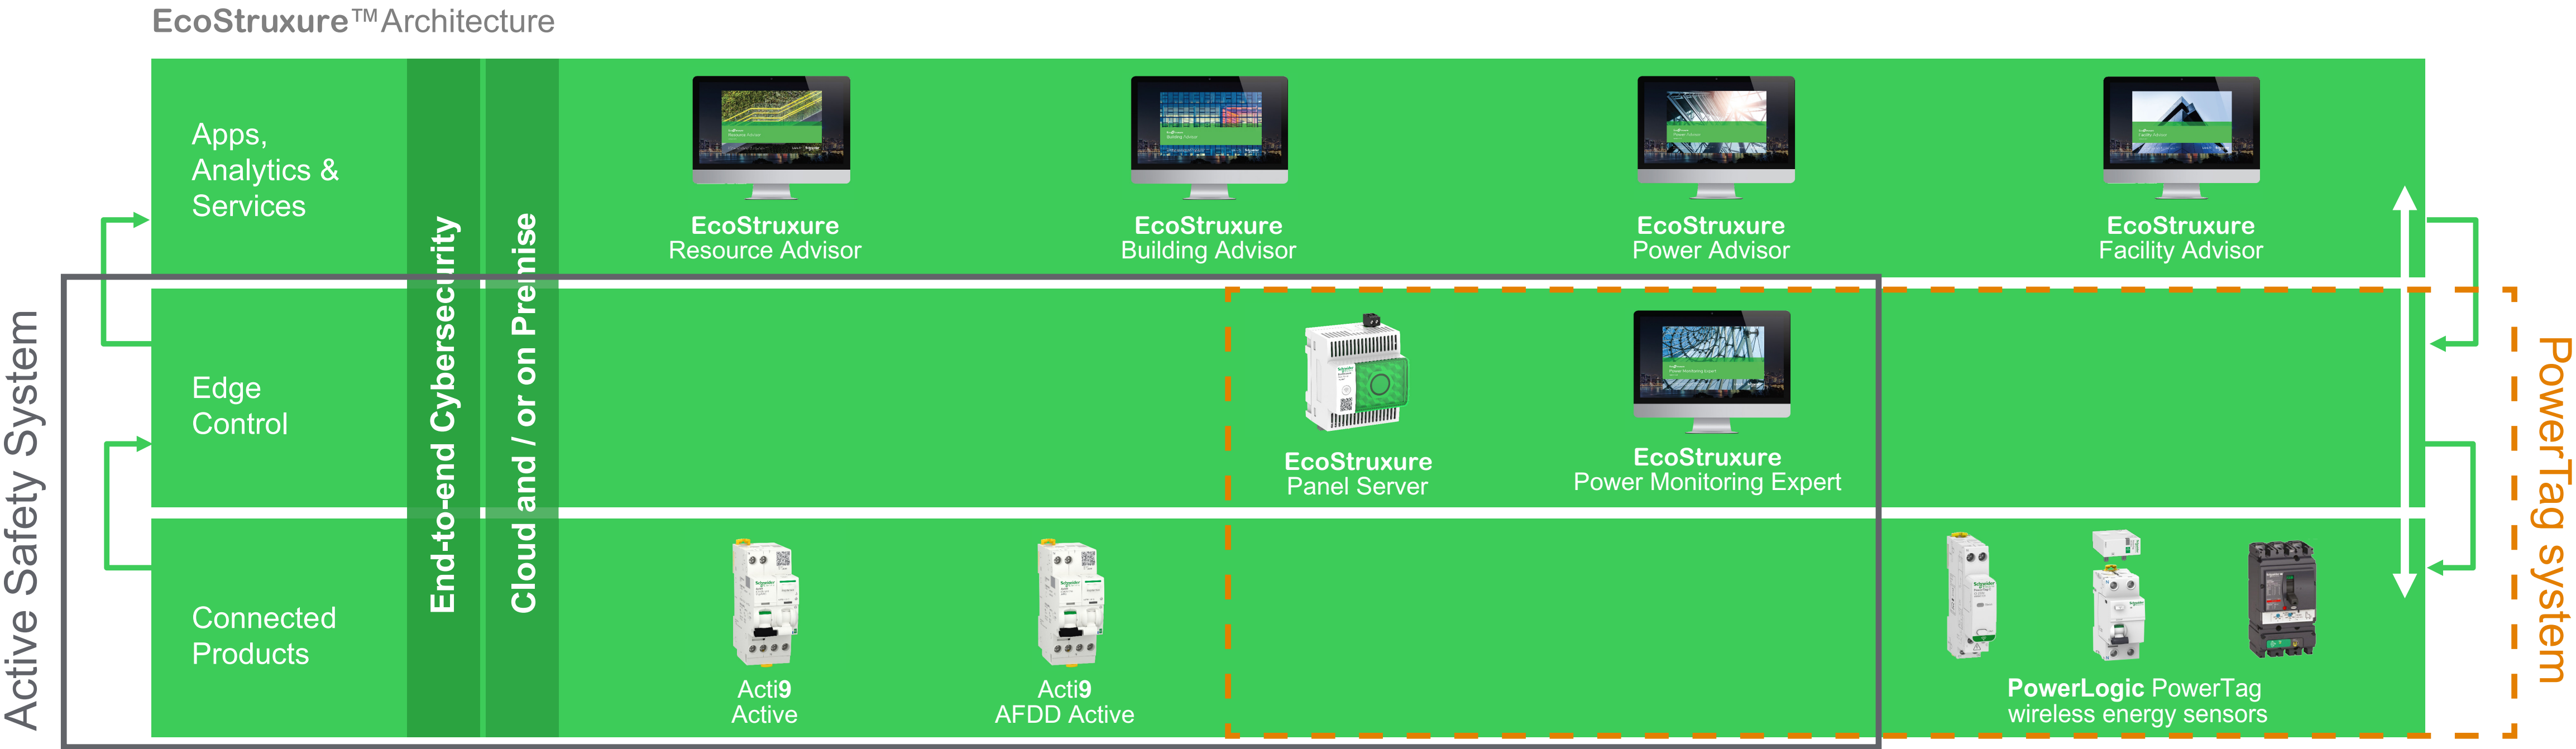 EcoStruxure™Architecture
Apps,
Analytics &
Services
EcoStruxure
Resource Advisor
EcoStruxure
Building Advisor
EcoStruxure
Power Advisor
EcoStruxure
Facility Advisor
Active Safety System
End-to-end Cybersecurity
Cloud and / or on Premise
Edge
Control
EcoStruxure
Panel Server
EcoStruxure
Power Monitoring Expert
PowerTag system
Connected
Products
Acti9
Active
Acti9
AFDD Active
PowerLogic PowerTag
wireless energy sensors